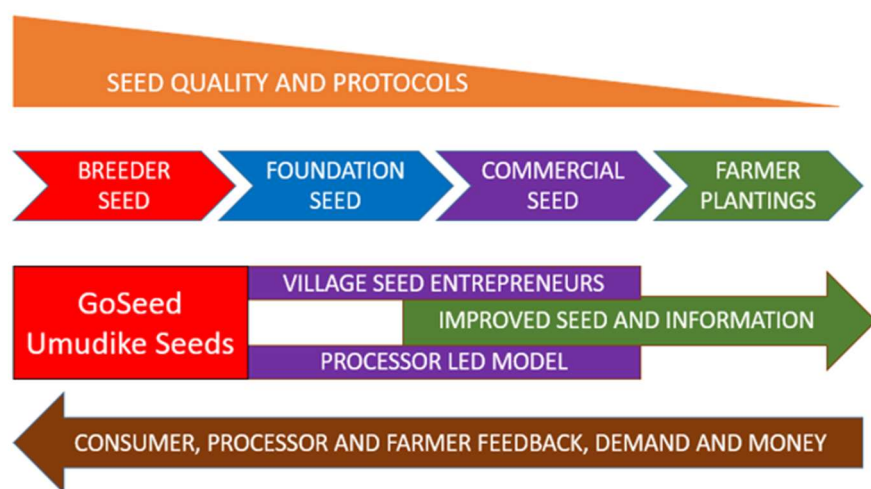 SEED QUALITY AND PROTOCOLS
BREEDER
SEED
FOUNDATION
SEED
COMMERCIAL
SEED
FARMER
PLANTINGS
GoSeed
Umudike Seeds
VILLAGE SEED ENTREPRENEURS
IMPROVED SEED AND INFORMATION
PROCESSOR LED MODEL
CONSUMER, PROCESSOR AND FARMER FEEDBACK, DEMAND AND MONEY